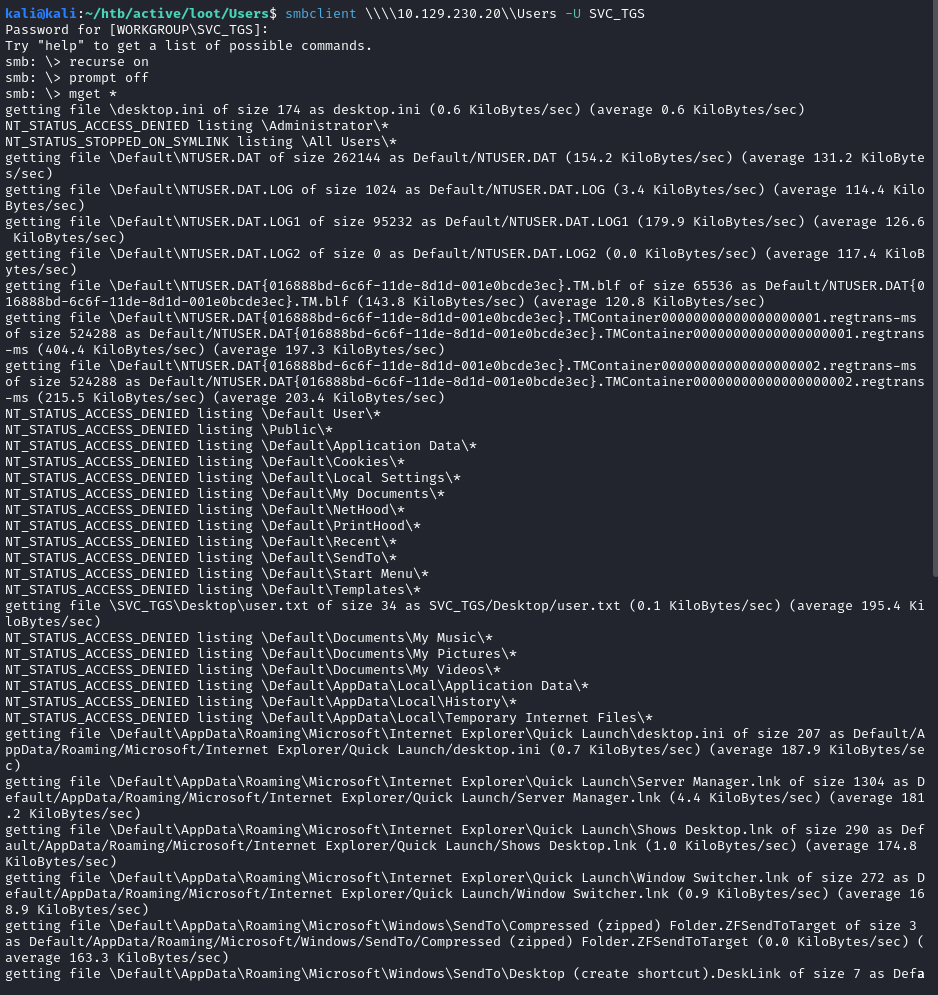 kali@kali:~/htb/active/loot/Users$ smbclient \\\\10.129.230.20\\Users -U SVC_TGS
Password for [WORKGROUP\SVC_TGS]:
Try "help" to get a list of possible commands.
smb: \> recurse on
smb: \> prompt off
smb: \> mget *
getting file \desktop.ini of size 174 as desktop.ini (0.6 KiloBytes/sec) (average 0.6 KiloBytes/sec)
NT_STATUS_ACCESS_DENIED listing \Administrator\*
NT_STATUS_STOPPED_ON_SYMLINK listing \All Users\*
getting file \Default\NTUSER.DAT of size 262144 as Default/NTUSER.DAT (154.2 KiloBytes/sec) (average 131.2 KiloByte
s/sec)
getting file \Default\NTUSER.DAT.LOG of size 1024 as Default/NTUSER.DAT.LOG (3.4 KiloBytes/sec) (average 114.4 Kilo
Bytes/sec)
getting file \Default\NTUSER.DAT.LOG1 of size 95232 as Default/NTUSER.DAT.LOG1 (179.9 KiloBytes/sec) (average 126.6
 KiloBytes/sec)
getting file \Default\NTUSER.DAT.LOG2 of size 0 as Default/NTUSER.DAT.LOG2 (0.0 KiloBytes/sec) (average 117.4 KiloB
ytes/sec)
getting file \Default\NTUSER.DAT{016888bd-6c6f-11de-8d1d-001e0bcde3ec}.TM.blf of size 65536 as Default/NTUSER.DAT{0
16888bd-6c6f-11de-8d1d-001e0bcde3ec}.TM.blf (143.8 KiloBytes/sec) (average 120.8 KiloBytes/sec)
getting file \Default\NTUSER.DAT{016888bd-6c6f-11de-8d1d-001e0bcde3ec}.TMContainer00000000000000000001.regtrans-ms
of size 524288 as Default/NTUSER.DAT{016888bd-6c6f-11de-8d1d-001e0bcde3ec}.TMContainer00000000000000000001.regtrans
-ms (404.4 KiloBytes/sec) (average 197.3 KiloBytes/sec)
getting file \Default\NTUSER.DAT{016888bd-6c6f-11de-8d1d-001e0bcde3ec}.TMContainer00000000000000000002.regtrans-ms
of size 524288 as Default/NTUSER.DAT{016888bd-6c6f-11de-8d1d-001e0bcde3ec}.TMContainer00000000000000000002.regtrans
-ms (215.5 KiloBytes/sec) (average 203.4 KiloBytes/sec)
NT_STATUS_ACCESS_DENIED listing \Default User\*
NT_STATUS_ACCESS_DENIED listing \Public\*
NT_STATUS_ACCESS_DENIED listing \Default\Application Data\*
NT_STATUS_ACCESS_DENIED listing \Default\Cookies\*
NT_STATUS_ACCESS_DENIED listing \Default\Local Settings\*
NT_STATUS_ACCESS_DENIED listing \Default\My Documents\*
NT_STATUS_ACCESS_DENIED listing \Default\NetHood\*
NT_STATUS_ACCESS_DENIED listing \Default\PrintHood\*
NT_STATUS_ACCESS_DENIED listing \Default\Recent\*
NT_STATUS_ACCESS_DENIED listing \Default\SendTo\*
NT_STATUS_ACCESS_DENIED listing \Default\Start Menu\*
NT_STATUS_ACCESS_DENIED listing \Default\Templates\*
getting file \SVC_TGS\Desktop\user.txt of size 34 as SVC_TGS/Desktop/user.txt (0.1 KiloBytes/sec) (average 195.4 Ki
loBytes/sec)
NT_STATUS_ACCESS_DENIED listing \Default\Documents\My Music\*
NT_STATUS_ACCESS_DENIED listing \Default\Documents\My Pictures\*
NT_STATUS_ACCESS_DENIED listing \Default\Documents\My Videos\*
NT_STATUS_ACCESS_DENIED listing \Default\AppData\Local\Application Data\*
NT_STATUS_ACCESS_DENIED listing \Default\AppData\Local\History\*
NT_STATUS_ACCESS_DENIED listing \Default\AppData\Local\Temporary Internet Files\*
getting file \Default\AppData\Roaming\Microsoft\Internet Explorer\Quick Launch\desktop.ini of size 207 as Default/A
ppData/Roaming/Microsoft/Internet Explorer/Quick Launch/desktop.ini (0.7 KiloBytes/sec) (average 187.9 KiloBytes/se
c)
getting file \Default\AppData\Roaming\Microsoft\Internet Explorer\Quick Launch\Server Manager.lnk of size 1304 as D
efault/AppData/Roaming/Microsoft/Internet Explorer/Quick Launch/Server Manager.lnk (4.4 KiloBytes/sec) (average 181
.2 KiloBytes/sec)
getting file \Default\AppData\Roaming\Microsoft\Internet Explorer\Quick Launch\Shows Desktop.lnk of size 290 as Def
ault/AppData/Roaming/Microsoft/Internet Explorer/Quick Launch/Shows Desktop.lnk (1.0 KiloBytes/sec) (average 174.8
KiloBytes/sec)
getting file \Default\AppData\Roaming\Microsoft\Internet Explorer\Quick Launch\Window Switcher.lnk of size 272 as D
efault/AppData/Roaming/Microsoft/Internet Explorer/Quick Launch/Window Switcher.lnk (0.9 KiloBytes/sec) (average 16
8.9 KiloBytes/sec)
getting file \Default\AppData\Roaming\Microsoft\Windows\SendTo\Compressed (zipped) Folder.ZFSendToTarget of size 3
as Default/AppData/Roaming/Microsoft/Windows/SendTo/Compressed (zipped) Folder.ZFSendToTarget (0.0 KiloBytes/sec) (
average 163.3 KiloBytes/sec)
getting file \Default\AppData\Roaming\Microsoft\Windows\SendTo\Desktop (create shortcut).DeskLink of size 7 as Defa